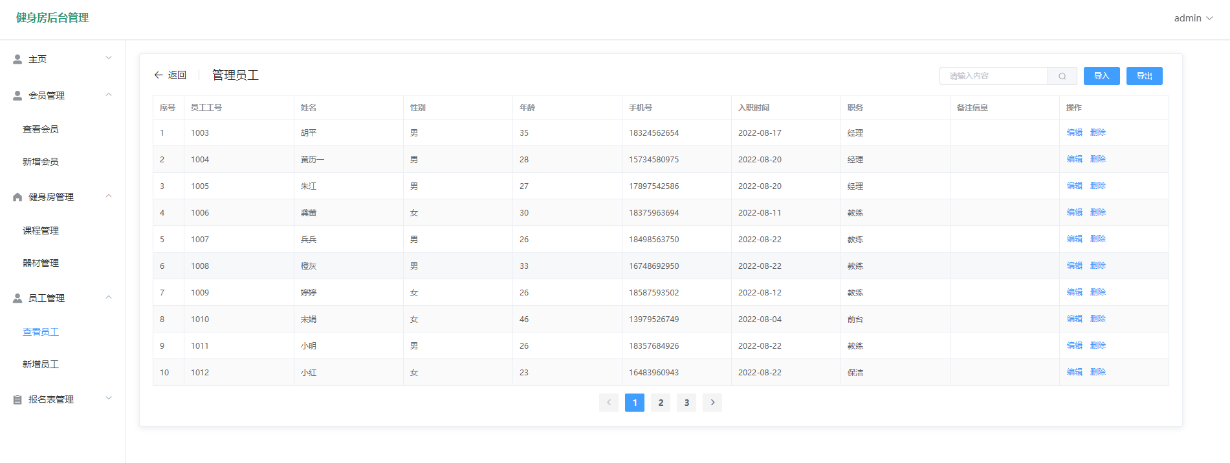 健身房后台管理
admin
主页
会员管理
查看会员
新增会员
健身房管理
课程管理
器材管理
员工管理
查看员工
新增员工
报名表管理
返回 管理员工
请输入内容 导入 导出
序号 员工工号 姓名 性别 年龄 手机号 入职时间 职务 备注信息 操作
1 1003 胡平 男 35 18324562654 2022-08-17 经理 编辑 删除
2 1004 黄历一 男 28 15734580975 2022-08-20 经理 编辑 删除
3 1005 朱江 男 27 17897542586 2022-08-20 经理 编辑 删除
4 1006 龚茜 女 30 18375963694 2022-08-11 教练 编辑 删除
5 1007 兵兵 男 26 18498563750 2022-08-22 教练 编辑 删除
6 1008 橙灰 男 33 16748692950 2022-08-22 教练 编辑 删除
7 1009 婷婷 女 26 18587593502 2022-08-12 教练 编辑 删除
8 1010 宋娟 女 46 13979526749 2022-08-04 前台 编辑 删除
9 1011 小明 男 26 18357684926 2022-08-22 教练 编辑 删除
10 1012 小红 女 23 16483960943 2022-08-22 保洁 编辑 删除
1 2 3